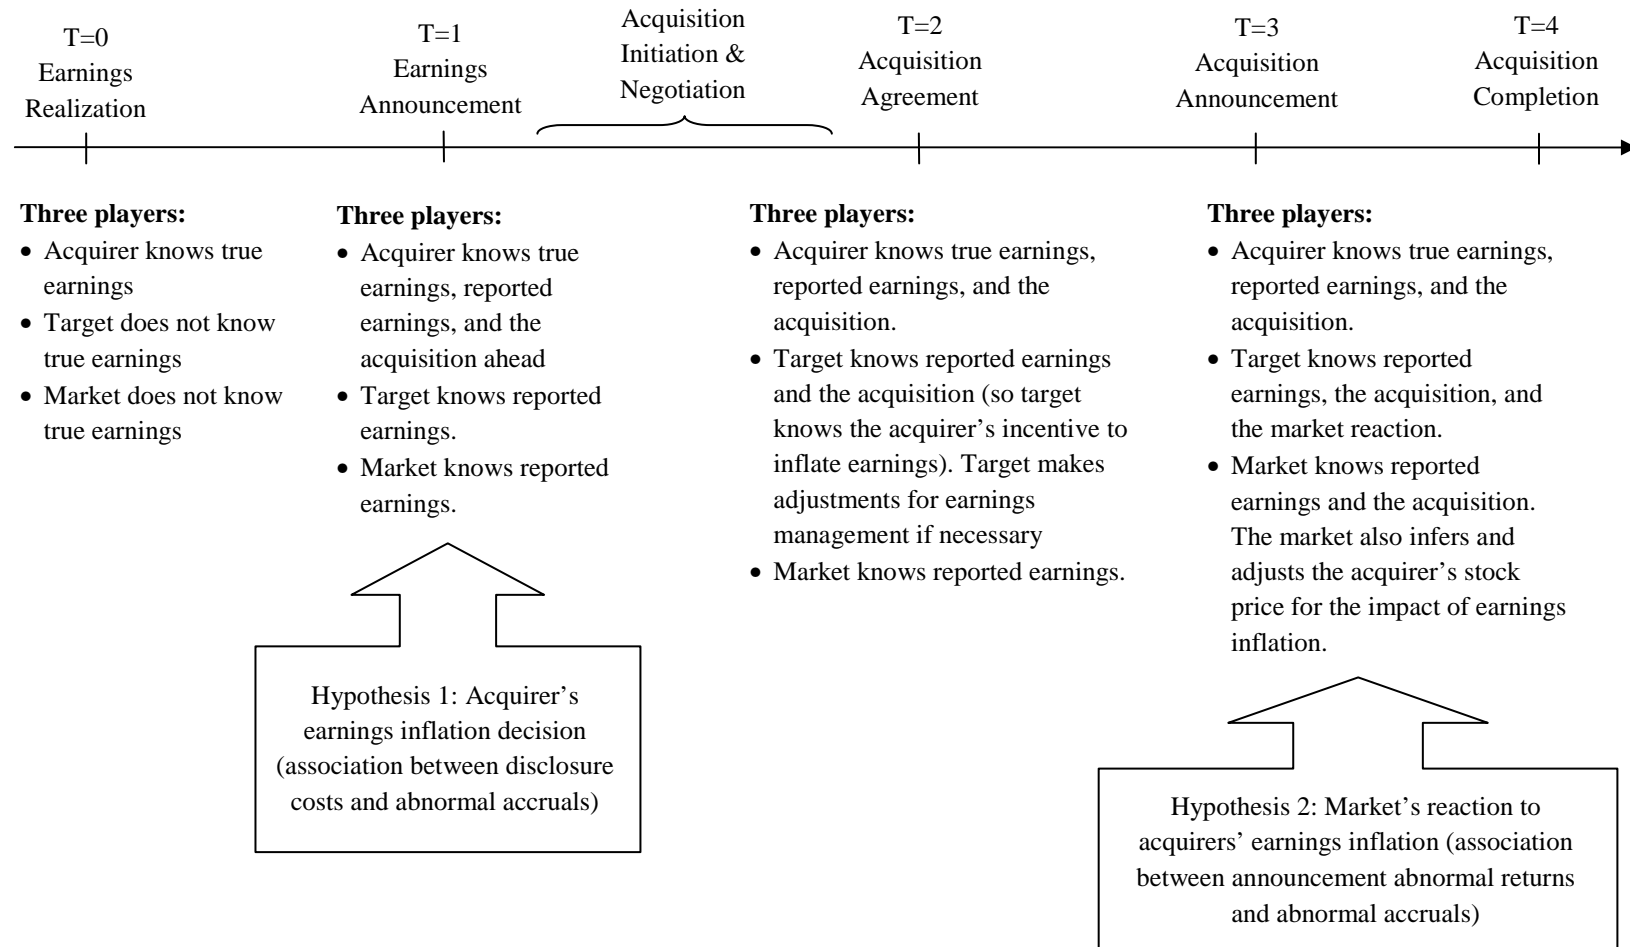 T=0
Earnings
Realization
T=1
Earnings
Announcement
Acquisition
Initiation &
Negotiation
T=2
Acquisition
Agreement
T=3
Acquisition
Announcement
T=4
Acquisition
Completion
Three players:
• Acquirer knows true
earnings
• Target does not know
true earnings
• Market does not know
true earnings
Three players:
• Acquirer knows true
earnings, reported
earnings, and the
acquisition ahead
• Target knows reported
earnings.
• Market knows reported
earnings.
Three players:
• Acquirer knows true earnings,
reported earnings, and the
acquisition.
• Target knows reported earnings
and the acquisition (so target
knows the acquirer’s incentive to
inflate earnings). Target makes
adjustments for earnings
management if necessary
• Market knows reported earnings.
Three players:
• Acquirer knows true earnings,
reported earnings, and the
acquisition.
• Target knows reported
earnings, the acquisition, and
the market reaction.
• Market knows reported
earnings and the acquisition.
The market also infers and
adjusts the acquirer’s stock
price for the impact of earnings
inflation.
Hypothesis 1: Acquirer’s
earnings inflation decision
(association between disclosure
costs and abnormal accruals)
Hypothesis 2: Market’s reaction to
acquirers’ earnings inflation (association
between announcement abnormal returns
and abnormal accruals)